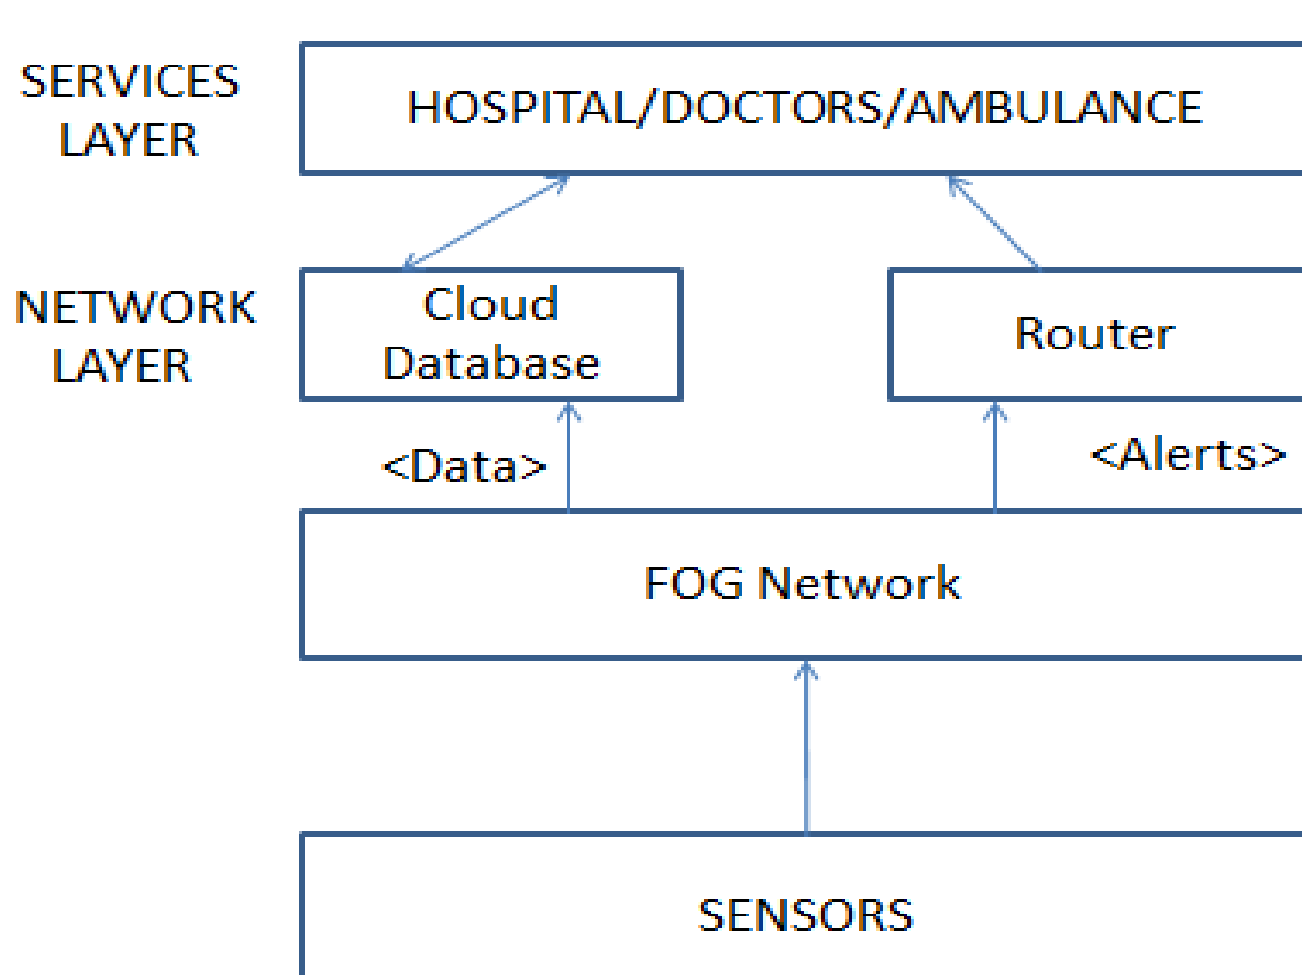 SERVICES
LAYER
HOSPITAL/DOCTORS/AMBULANCE
NETWORK
LAYER
Cloud
Database
Router
<Data>
<Alerts>
FOG Network
SENSORS